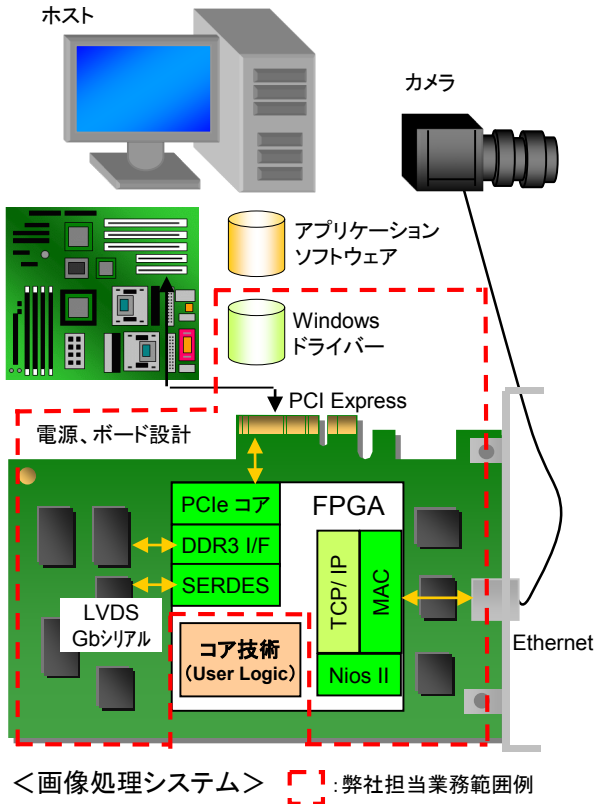 ホスト
カメラ
アプリケーション
ソフトウェア
Windows
ドライバー
PCI Express
電源、ボード設計
PCIe コア
FPGA
DDR3 I/F
SERDES
TCP/ IP
MAC
LVDS
Gbシリアル
コア技術
(User Logic)
Nios II
Ethernet
＜画像処理システム＞
:弊社担当業務範囲例